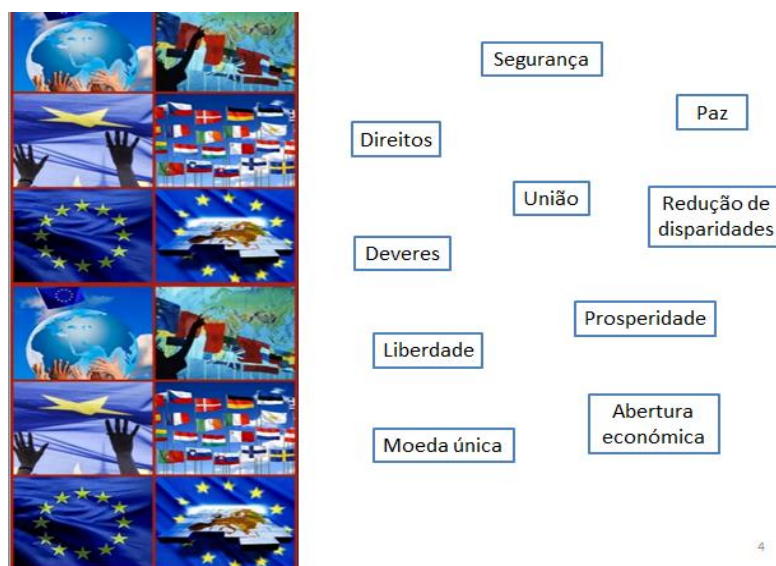 Segurança
Paz
Direitos
União
Redução de
disparidades
Deveres
Prosperidade
Liberdade
Abertura
económica
Moeda única
4